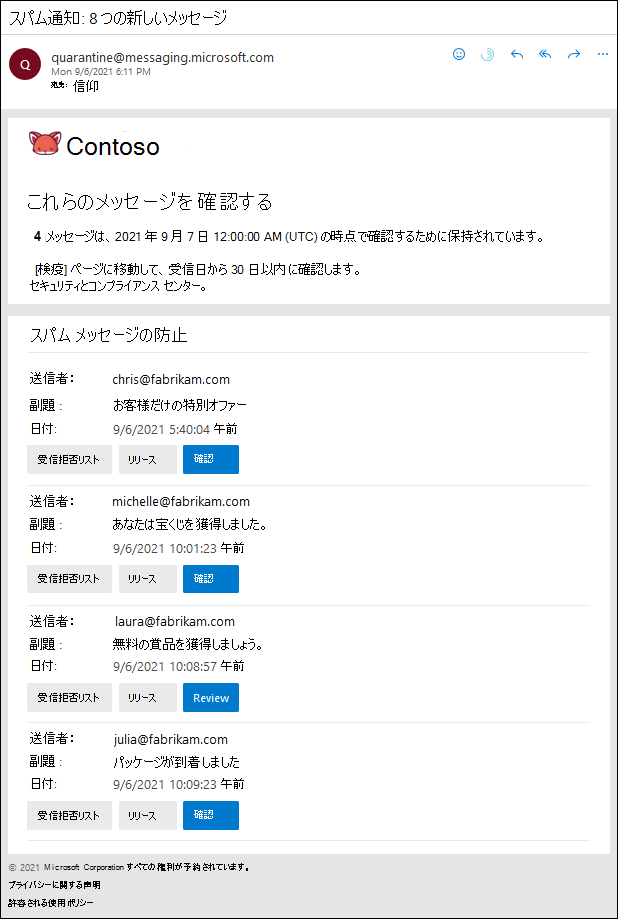 スパム通知: 8 つの新しいメッセージ
Q
quarantine@messaging.microsoft.com
Mon 9/6/2021 6:11 PM
宛先: 信仰
Contoso
これらのメッセージを 確認する
4 メッセージは、2021 年 9 月 7 日 12:00:00 AM (UTC) の時点で確認するために保持されています。
[検疫] ページに移動して、受信日から 30 日以内に確認します。
セキュリティとコンプライアンス センター。
スパム メッセージの防止
送信者: chris@fabrikam.com
副題 : お客様だけの特別オファー
日付: 9/6/2021 5:40:04 午前
受信拒否リスト リリース 確認
送信者: michelle@fabrikam.com
副題 : あなたは宝くじを獲得しました。
日付: 9/6/2021 10:01:23 午前
受信拒否リスト リリース 確認
送信者: laura@fabrikam.com
副題 : 無料の賞品を獲得しましょう。
日付: 9/6/2021 10:08:57 午前
受信拒否リスト リリース Review
送信者: julia@fabrikam.com
副題 : パッケージが到着しました
日付: 9/6/2021 10:09:23 午前
受信拒否リスト リリース 確認
© 2021 Microsoft Corporation すべての権利が予約されています。
プライバシーに関する声明
許容される使用ポリシー